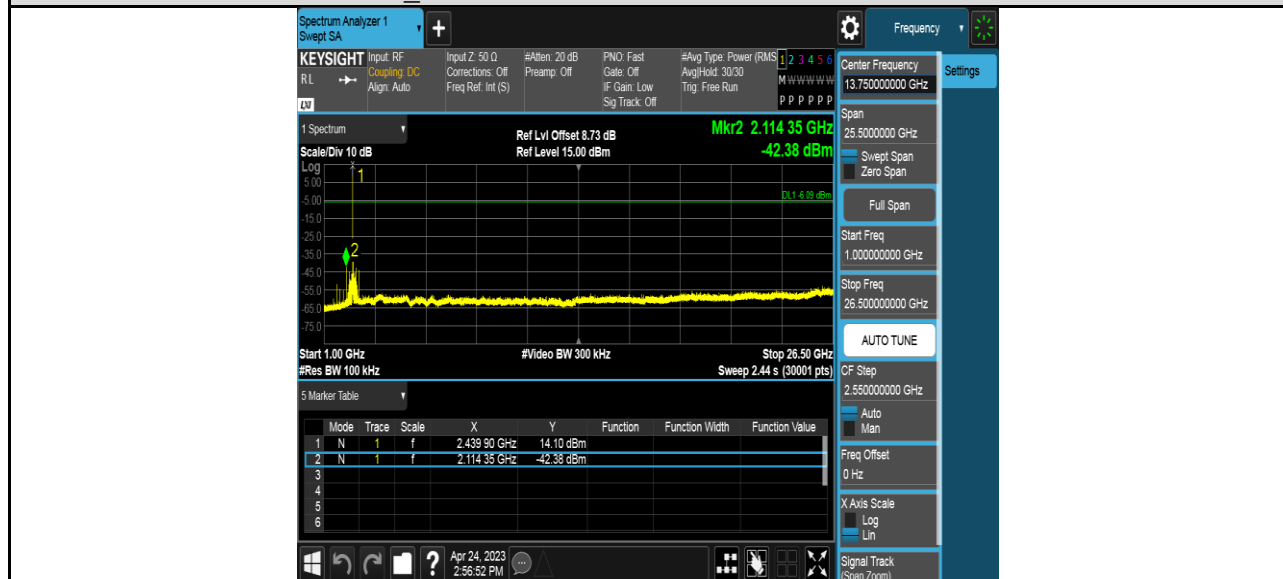 Spectrum Analyzer 1
Swept SA
+
Frequency
KEYSIGHT
RL
LXI
Input: RF
Coupling: DC
Align: Auto
Input Z: 50 Ω
Corrections: Off
Freq Ref: Int (S)
#Atten: 20 dB
Preamp: Off
PNO: Fast
Gate: Off
IF Gain: Low
Sig Track: Off
#Avg Type: Power (RMS
Avg|Hold: 30/30
Trig: Free Run
1 2 3 4 5 6
M W W W W W
P P P P P P
1 Spectrum
Scale/Div 10 dB
Ref Lvl Offset 8.73 dB
Ref Level 15.00 dBm
Mkr2 2.114 35 GHz
-42.38 dBm
Log
5.00
-5.00
-15.0
-25.0
-35.0
-45.0
-55.0
-65.0
-75.0
1
2
DL1 -6.09 dBm
Start 1.00 GHz
#Res BW 100 kHz
#Video BW 300 kHz
Stop 26.50 GHz
Sweep 2.44 s (30001 pts)
5 Marker Table
Mode Trace Scale X Y Function Function Width Function Value
1 N 1 f 2.439 90 GHz 14.10 dBm
2 N 1 f 2.114 35 GHz -42.38 dBm
3
4
5
6
?
Apr 24, 2023
2:56:52 PM
Center Frequency
13.750000000 GHz
Settings
Span
25.5000000 GHz
Swept Span
Zero Span
Full Span
Start Freq
1.000000000 GHz
Stop Freq
26.500000000 GHz
AUTO TUNE
CF Step
2.550000000 GHz
Auto
Man
Freq Offset
0 Hz
X Axis Scale
Log
Lin
Signal Track
(Span Zoom)